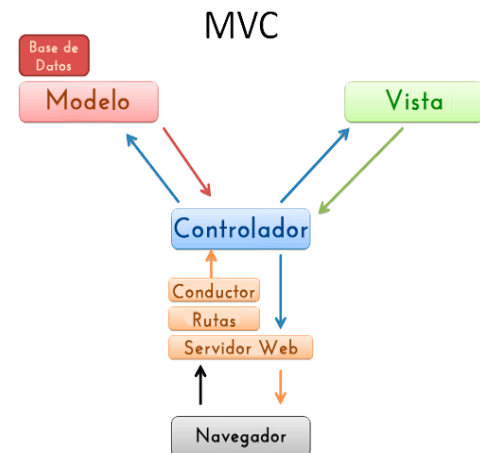 MVC
Base de
Datos
Modelo
Vista
Controlador
Conductor
Rutas
Servidor Web
Navegador